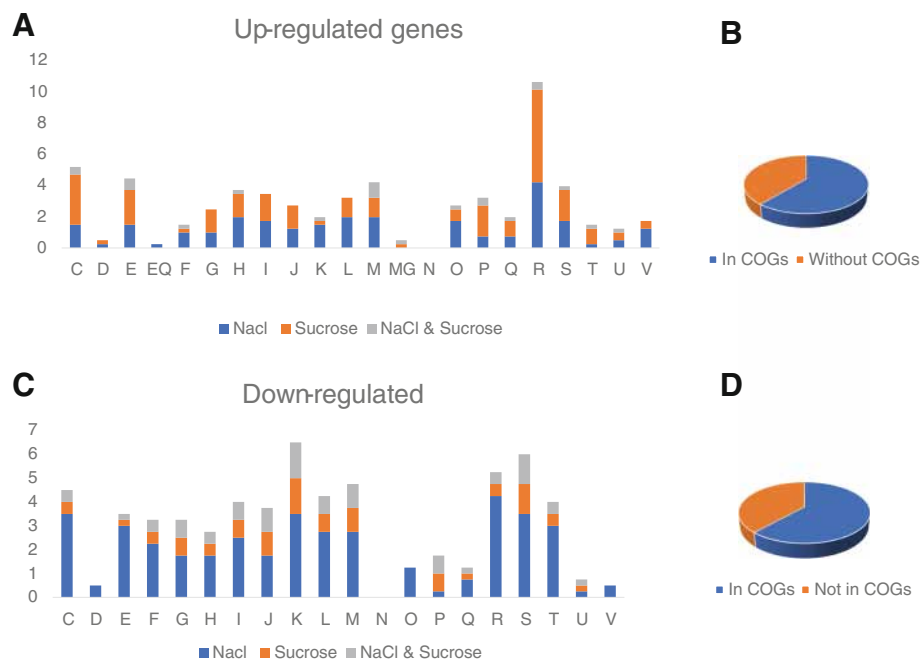 A
Up-regulated genes
12
10
8
6
4
2
0
C D E EQ F G H I J K L M MG N O P Q R S T U V
Nacl Sucrose NaCl & Sucrose
B
In COGs Without COGs
C
Down-regulated
7
6
5
4
3
2
1
0
C D E F G H I J K L M N O P Q R S T U V
Nacl Sucrose NaCl & Sucrose
D
In COGs Not in COGs